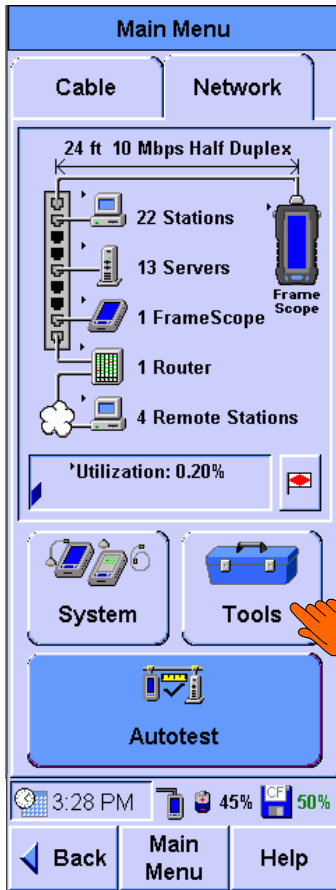 Main Menu
Cable
Network
24 ft 10 Mbps Half Duplex
22 Stations
13 Servers
Frame
Scope
1 FrameScope
1 Router
4 Remote Stations
Utilization: 0.20%
System
Tools
Autotest
3:28 PM
45%
CF
50%
Back
Main
Menu
Help